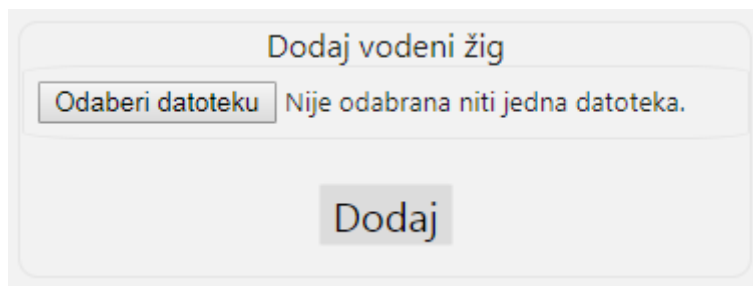 Dodaj vodeni žig
Odaberi datoteku Nije odabrana niti jedna datoteka.
Dodaj